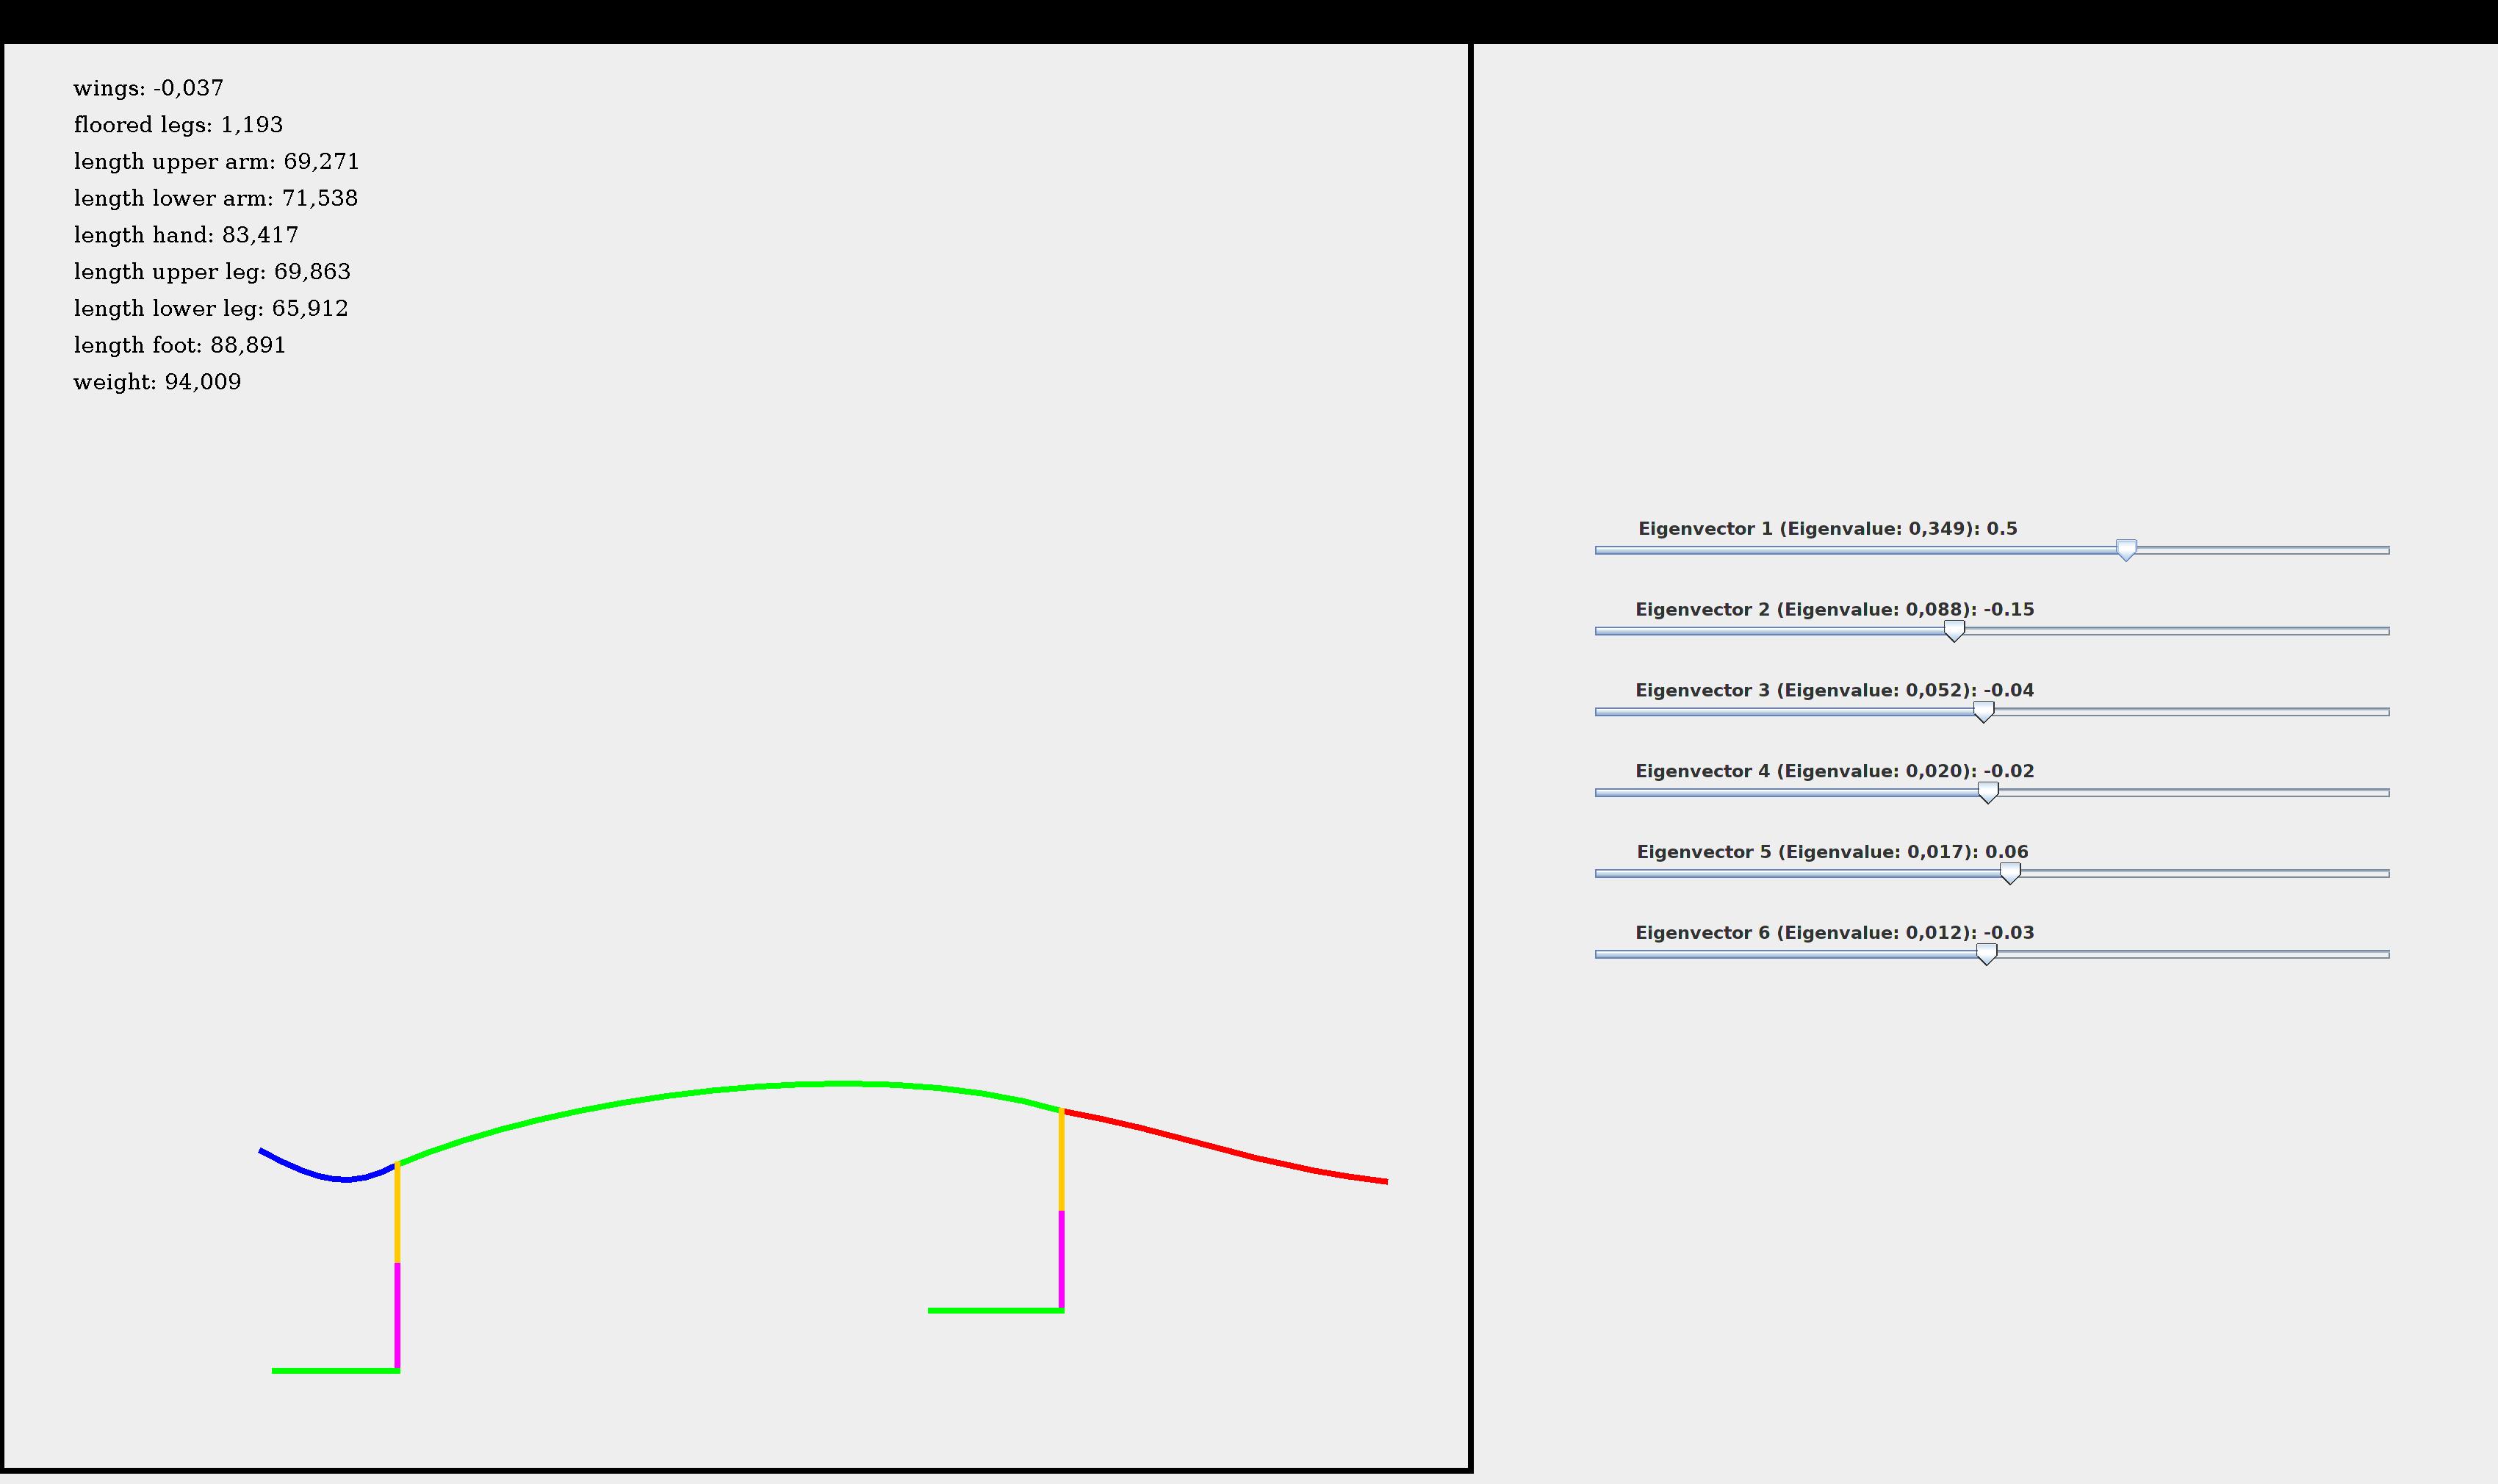 wings: -0,037
floored legs: 1,193
length upper arm: 69,271
length lower arm: 71,538
length hand: 83,417
length upper leg: 69,863
length lower leg: 65,912
length foot: 88,891
weight: 94,009
Eigenvector 1 (Eigenvalue: 0,349): 0.5
Eigenvector 2 (Eigenvalue: 0,088): -0.15
Eigenvector 3 (Eigenvalue: 0,052): -0.04
Eigenvector 4 (Eigenvalue: 0,020): -0.02
Eigenvector 5 (Eigenvalue: 0,017): 0.06
Eigenvector 6 (Eigenvalue: 0,012): -0.03